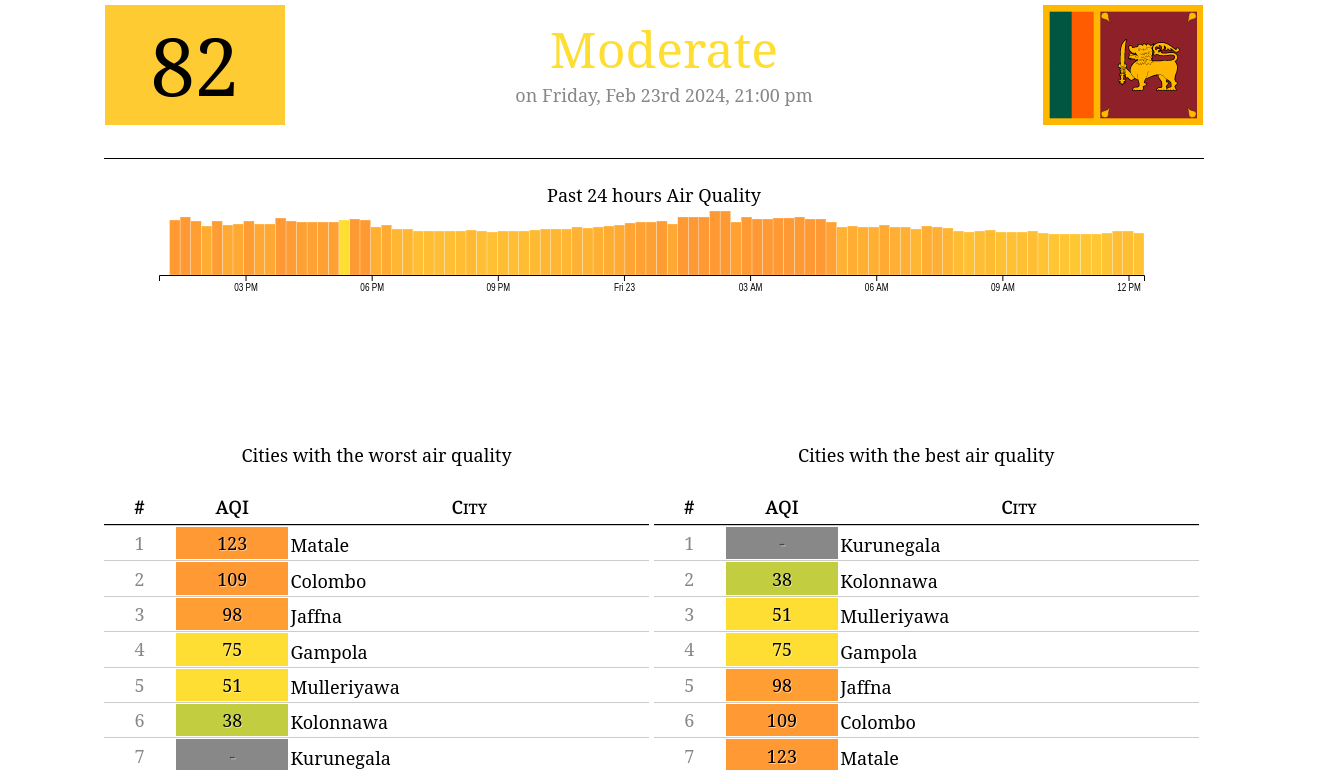 82
Moderate
on Friday, Feb 23rd 2024, 21:00 pm
Past 24 hours Air Quality
03 PM 06 PM 09 PM Fri 23 03 AM 06 AM 09 AM 12 PM
Cities with the worst air quality
# AQI City
1 123 Matale
2 109 Colombo
3 98 Jaffna
4 75 Gampola
5 51 Mulleriyawa
6 38 Kolonnawa
7 - Kurunegala
Cities with the best air quality
# AQI City
1 - Kurunegala
2 38 Kolonnawa
3 51 Mulleriyawa
4 75 Gampola
5 98 Jaffna
6 109 Colombo
7 123 Matale